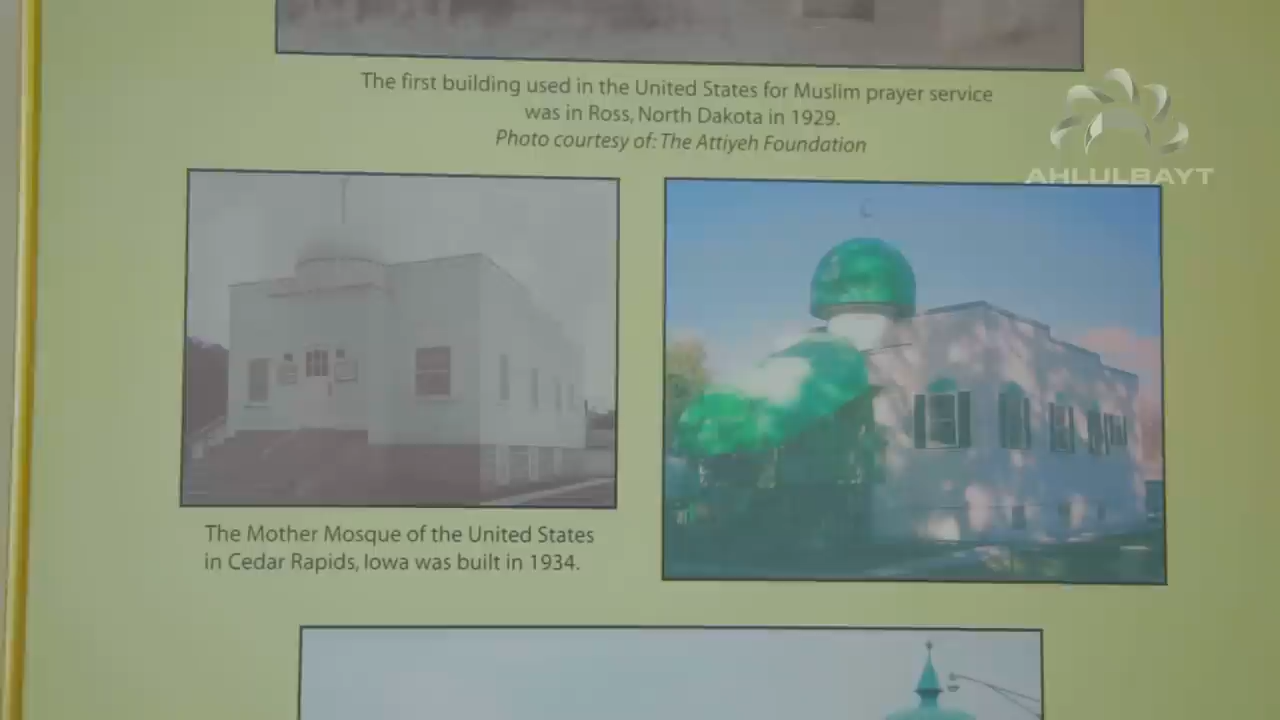 The first building used in the United States for Muslim prayer service
was in Ross, North Dakota in 1929.
Photo courtesy of: The Attiyeh Foundation
AHLULBAYT
The Mother Mosque of the United States
in Cedar Rapids, Iowa was built in 1934.